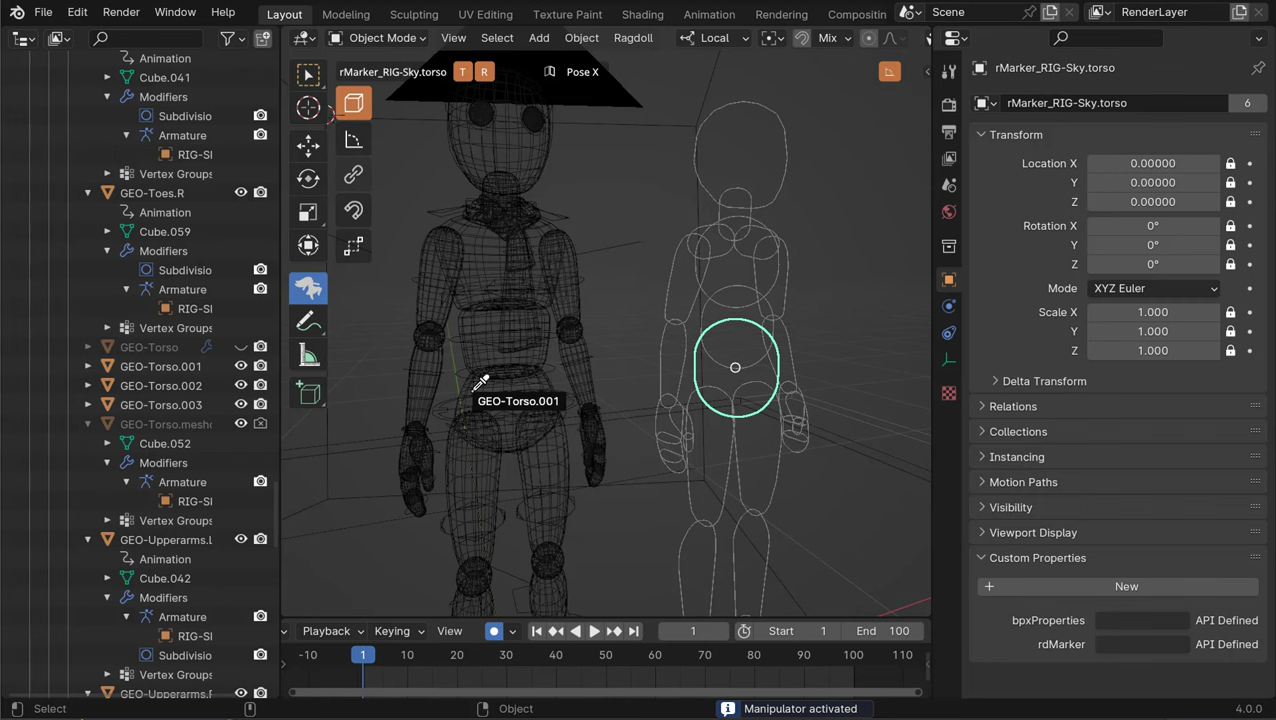 File Edit Render Window Help Layout Modeling Sculpting UV Editing Texture Paint Shading Animation Rendering Compositin Scene RenderLayer
Object Mode View Select Add Object Ragdoll Local Mix
rMarker_RIG-Sky.torso T R Pose X
Animation
Cube.041
Modifiers
Subdivisio
Armature
RIG-Sl
Vertex Groups
GEO-Toes.R
Animation
Cube.059
Modifiers
Subdivisio
Armature
RIG-Sl
Vertex Groups
GEO-Torso
GEO-Torso.001
GEO-Torso.002
GEO-Torso.003
GEO-Torso.mesho
Cube.052
Modifiers
Armature
RIG-Sl
Vertex Groups
GEO-Upperarms.L
Animation
Cube.042
Modifiers
Armature
RIG-Sl
Subdivisio
Vertex Groups
GEO-Upperarms.R
GEO-Torso.001
rMarker_RIG-Sky.torso
rMarker_RIG-Sky.torso 6
Transform
Location X 0.00000
Y 0.00000
Z 0.00000
Rotation X 0°
Y 0°
Z 0°
Mode XYZ Euler
Scale X 1.000
Y 1.000
Z 1.000
Delta Transform
Relations
Collections
Instancing
Motion Paths
Visibility
Viewport Display
Custom Properties
New
bpxProperties API Defined
rdMarker API Defined
Playback Keying View 1 Start 1 End 100
-10 1 10 20 30 40 50 60 70 80 90 100 110
Select Object Manipulator activated 4.0.0